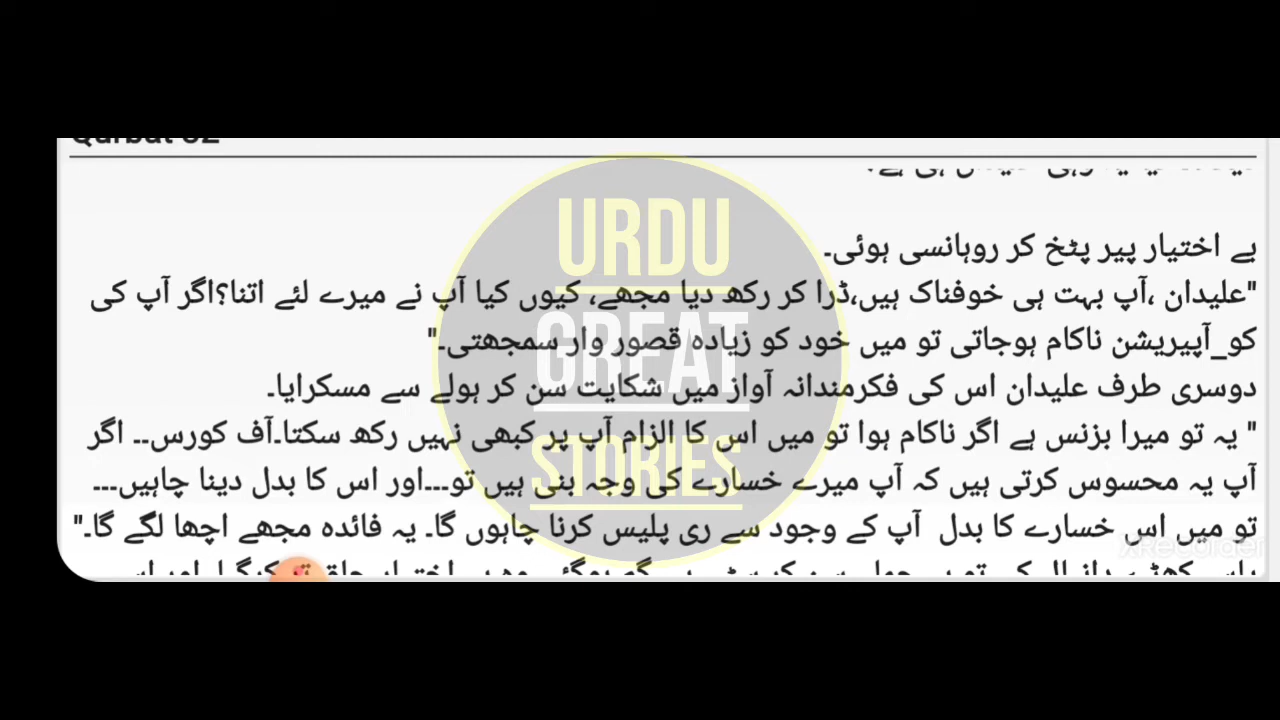 Qurbat 62
بے اختیار پیر پٹخ کر روہانسی ہوئی۔
"علیدان ،آپ بہت ہی خوفناک ہیں،ڈرا کر رکھ دیا مجھے، کیوں کیا آپ نے میرے لئے اتنا؟اگر آپ کی
کو_آپیریشن ناکام ہوجاتی تو میں خود کو زیادہ قصور وار سمجھتی۔"
دوسری طرف علیدان اس کی فکرمندانہ آواز میں شکایت سن کر ہولے سے مسکرایا۔
" یہ تو میرا بزنس ہے اگر ناکام ہوا تو میں اس کا الزام آپ پر کبھی نہیں رکھ سکتا۔آف کورس۔۔ اگر
آپ یہ محسوس کرتی ہیں کہ آپ میرے خسارے کی وجہ بنی ہیں تو۔۔۔اور اس کا بدل دینا چاہیں۔۔۔
تو میں اس خسارے کا بدل آپ کے وجود سے ری پلیس کرنا چاہوں گا۔ یہ فائدہ مجھے اچھا لگے گا۔"
URDU
GREAT
STORIES
XRecorder